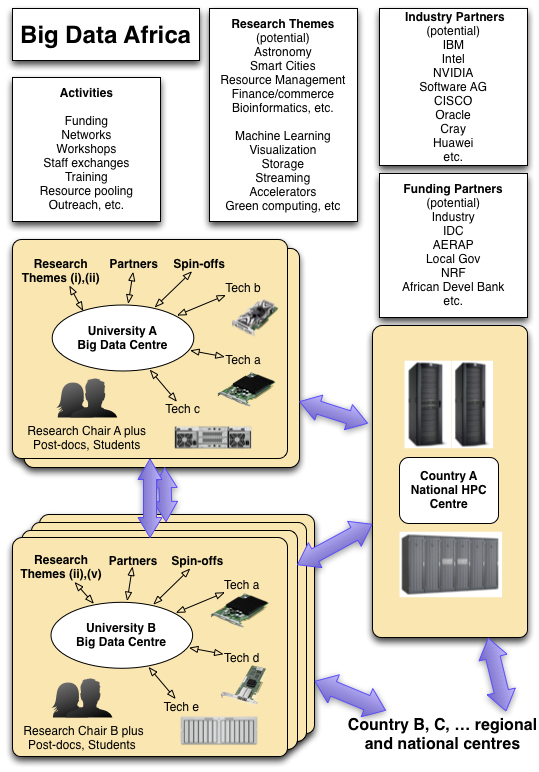 Big Data Africa
Activities
Funding
Networks
Workshops
Staff exchanges
Training
Resource pooling
Outreach, etc.
Research Themes
(potential)
Astronomy
Smart Cities
Resource Management
Finance/commerce
Bioinformatics, etc.
Machine Learning
Visualization
Storage
Streaming
Accelerators
Green computing, etc
Industry Partners
(potential)
IBM
Intel
NVIDIA
Software AG
CISCO
Oracle
Cray
Huawei
etc.
Funding Partners
(potential)
Industry
IDC
AERAP
Local Gov
NRF
African Devel Bank
etc.
Research
Themes (i),(ii)
Partners
Spin-offs
Tech b
University A
Big Data Centre
Tech a
Tech c
Research Chair A plus
Post-docs, Students
Country A
National HPC
Centre
Research
Themes (ii),(v)
Partners
Spin-offs
Tech a
University B
Big Data Centre
Tech d
Tech e
Research Chair B plus
Post-docs, Students
Country B, C, … regional
and national centres